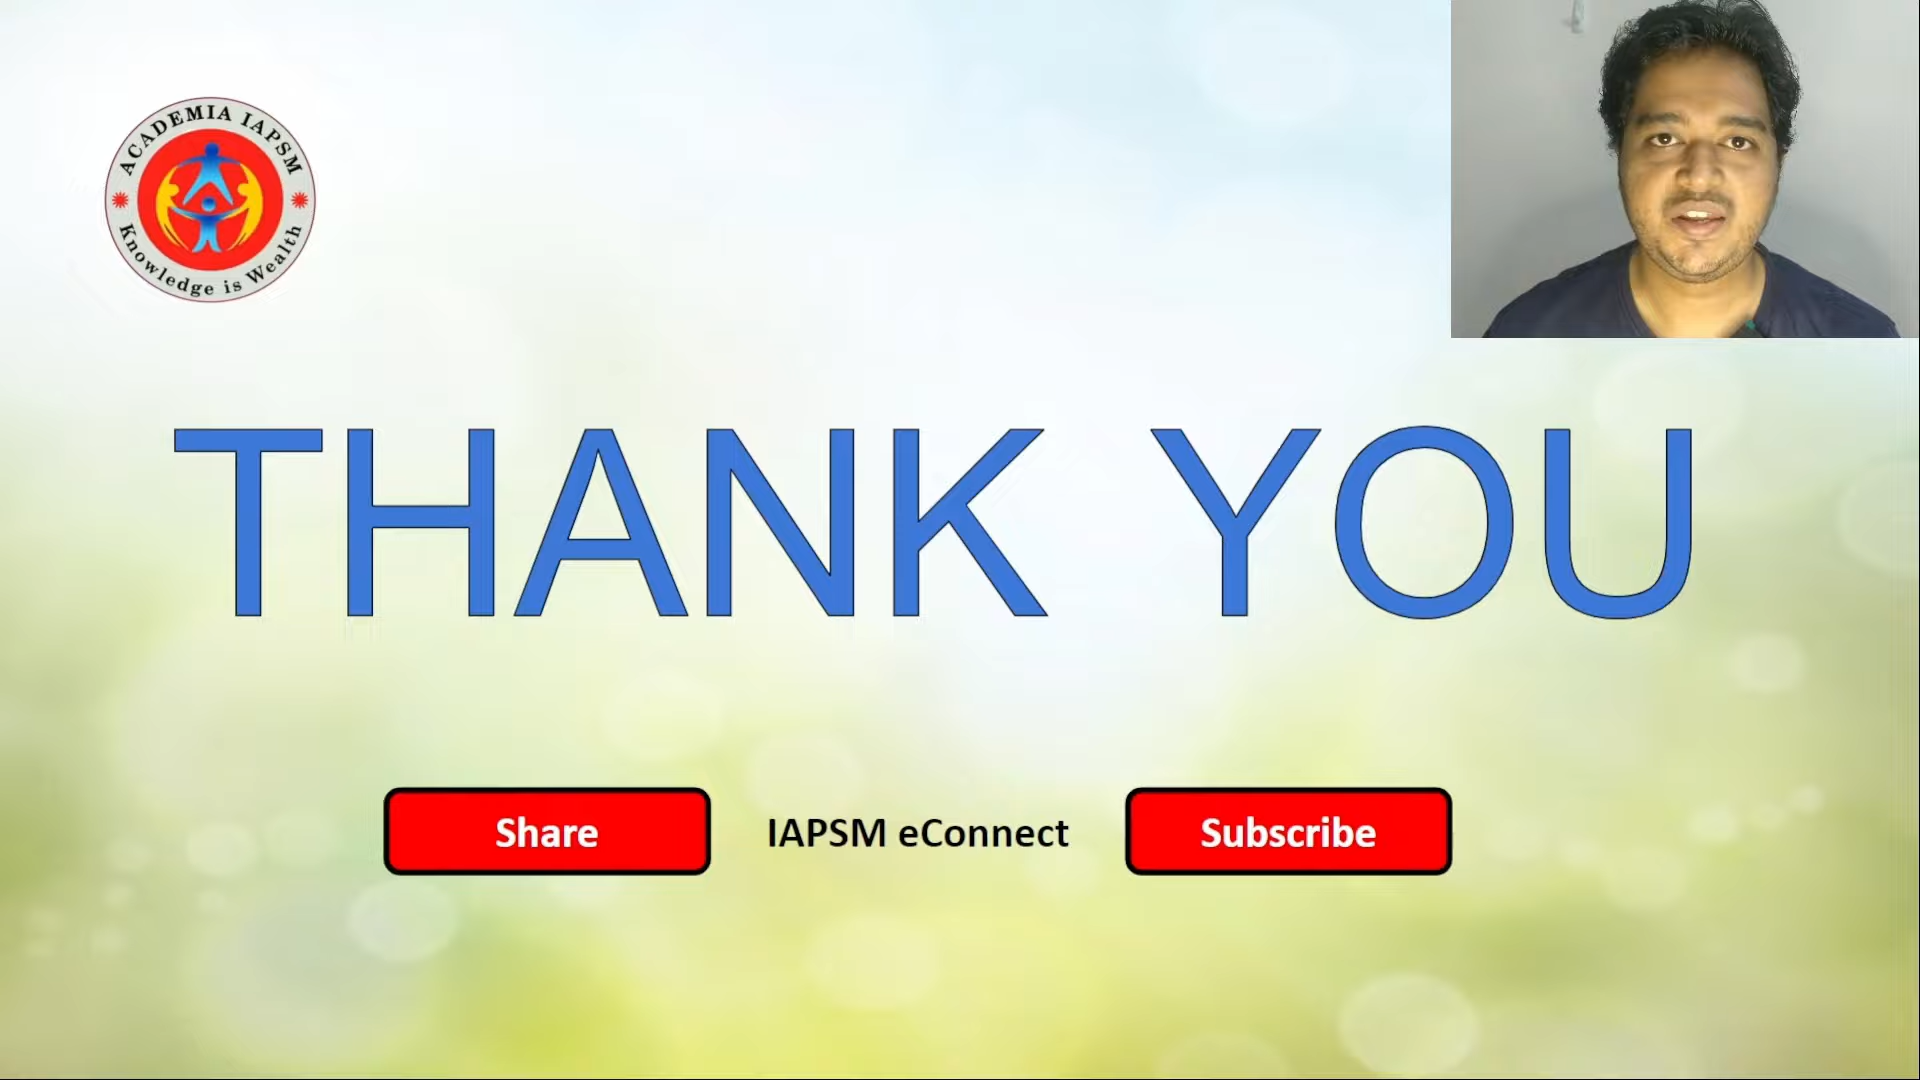 ACADEMIA IAPSM
Knowledge is Wealth
THANK YOU
Share
IAPSM eConnect
Subscribe